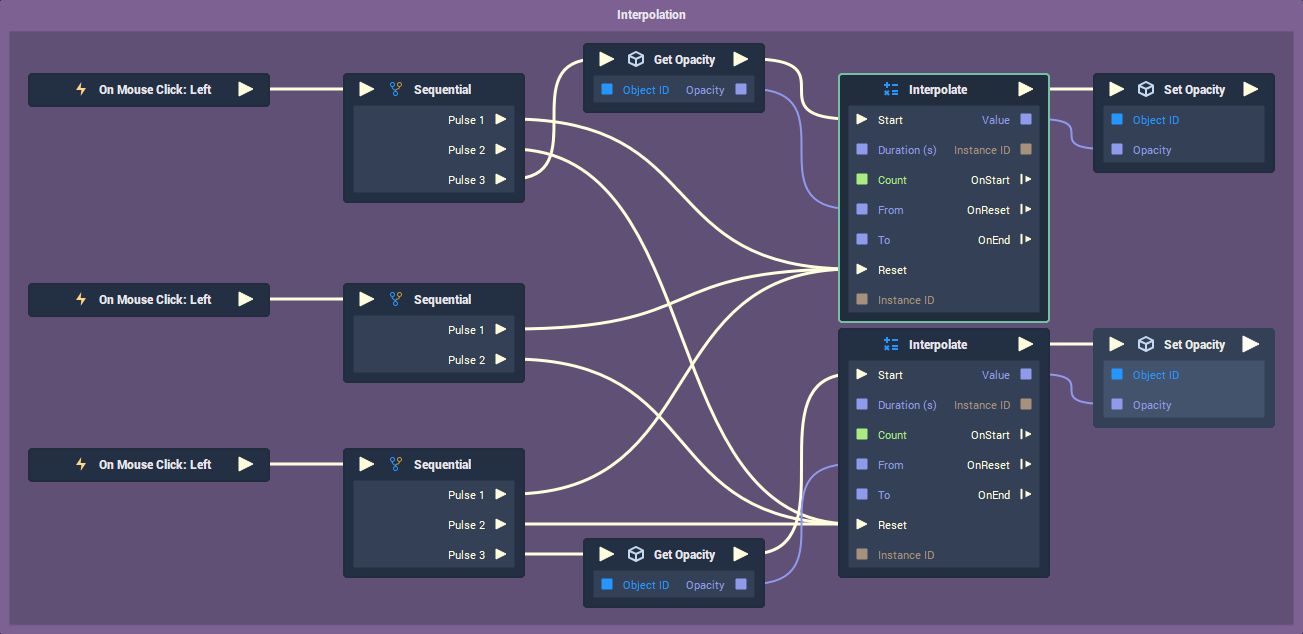 Interpolation
On Mouse Click: Left
Sequential
Pulse 1
Pulse 2
Pulse 3
Get Opacity
Object ID Opacity
Interpolate
Start Value
Duration (s) Instance ID
Count OnStart
From OnReset
To OnEnd
Reset
Instance ID
Set Opacity
Object ID
Opacity
On Mouse Click: Left
Sequential
Pulse 1
Pulse 2
Interpolate
Start Value
Duration (s) Instance ID
Count OnStart
From OnReset
To OnEnd
Reset
Instance ID
Set Opacity
Object ID
Opacity
On Mouse Click: Left
Sequential
Pulse 1
Pulse 2
Pulse 3
Get Opacity
Object ID Opacity